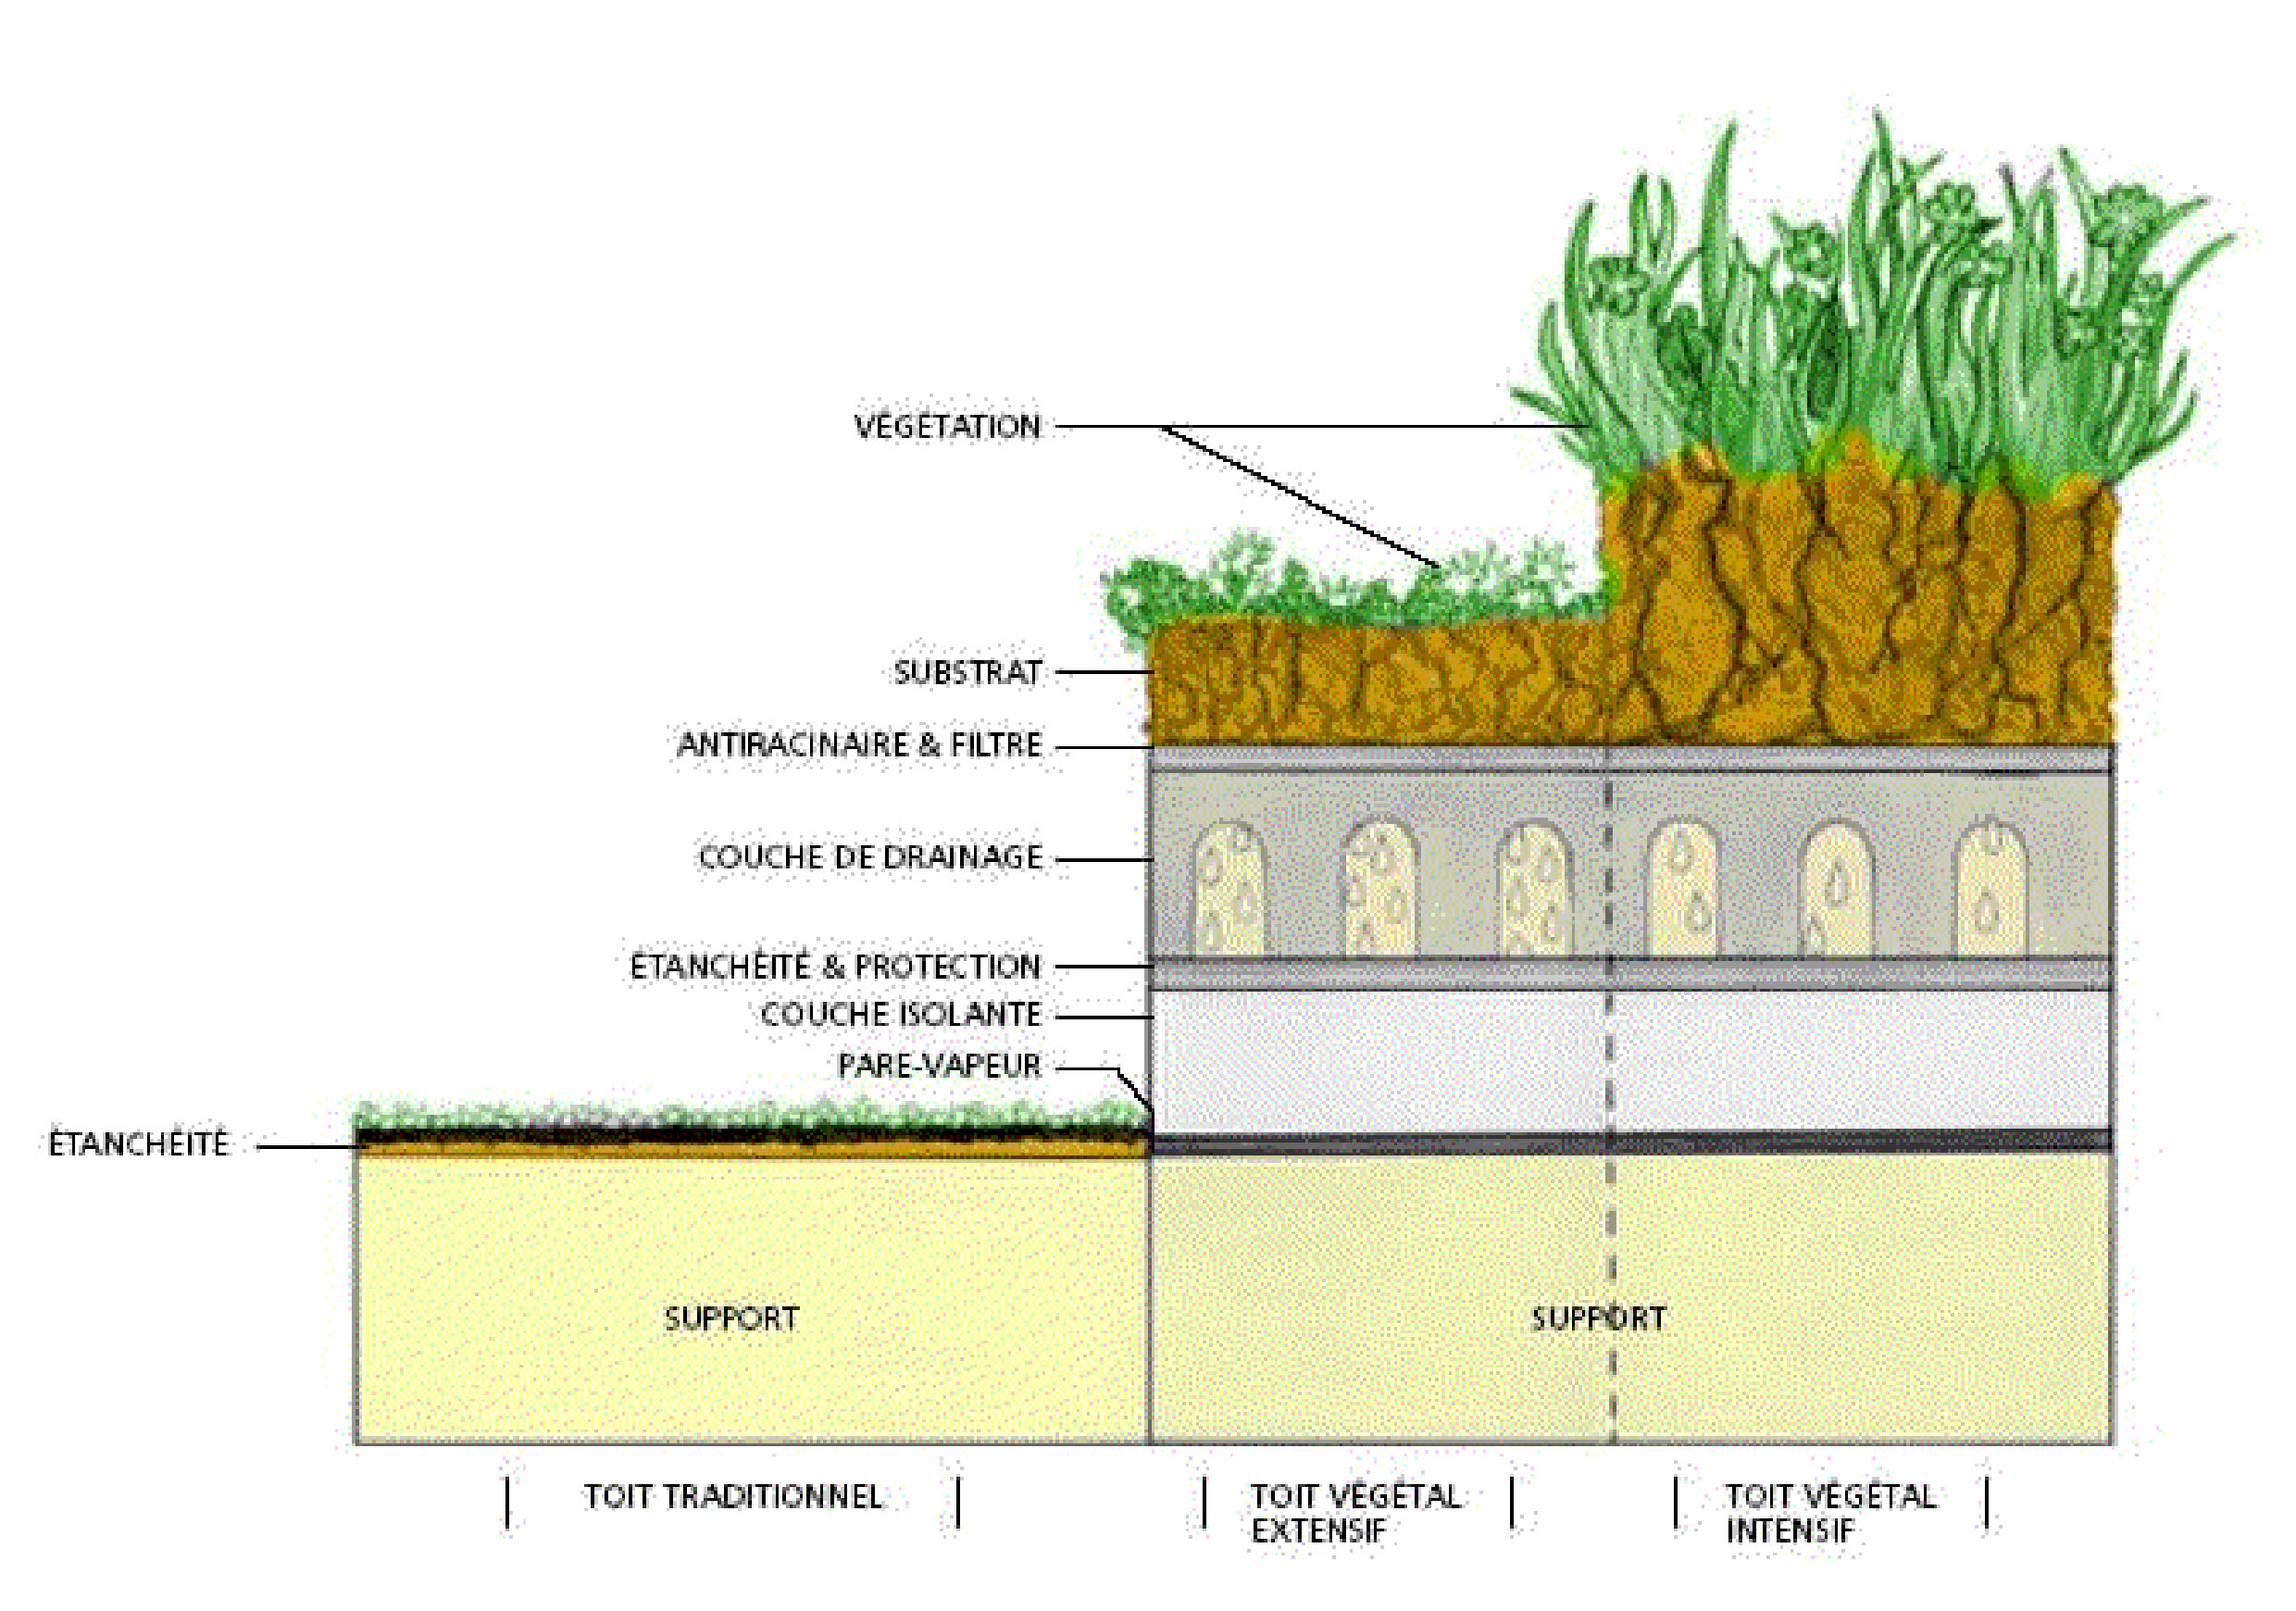 VÉGÉTATION
SUBSTRAT
ANTIRACINAIRE & FILTRE
COUCHE DE DRAINAGE
ÉTANCHÉITÉ & PROTECTION
COUCHE ISOLANTE
PARE-VAPEUR
ÉTANCHÉITÉ
SUPPORT
SUPPORT
TOIT TRADITIONNEL
TOIT VÉGÉTAL
EXTENSIF
TOIT VÉGÉTAL
INTENSIF